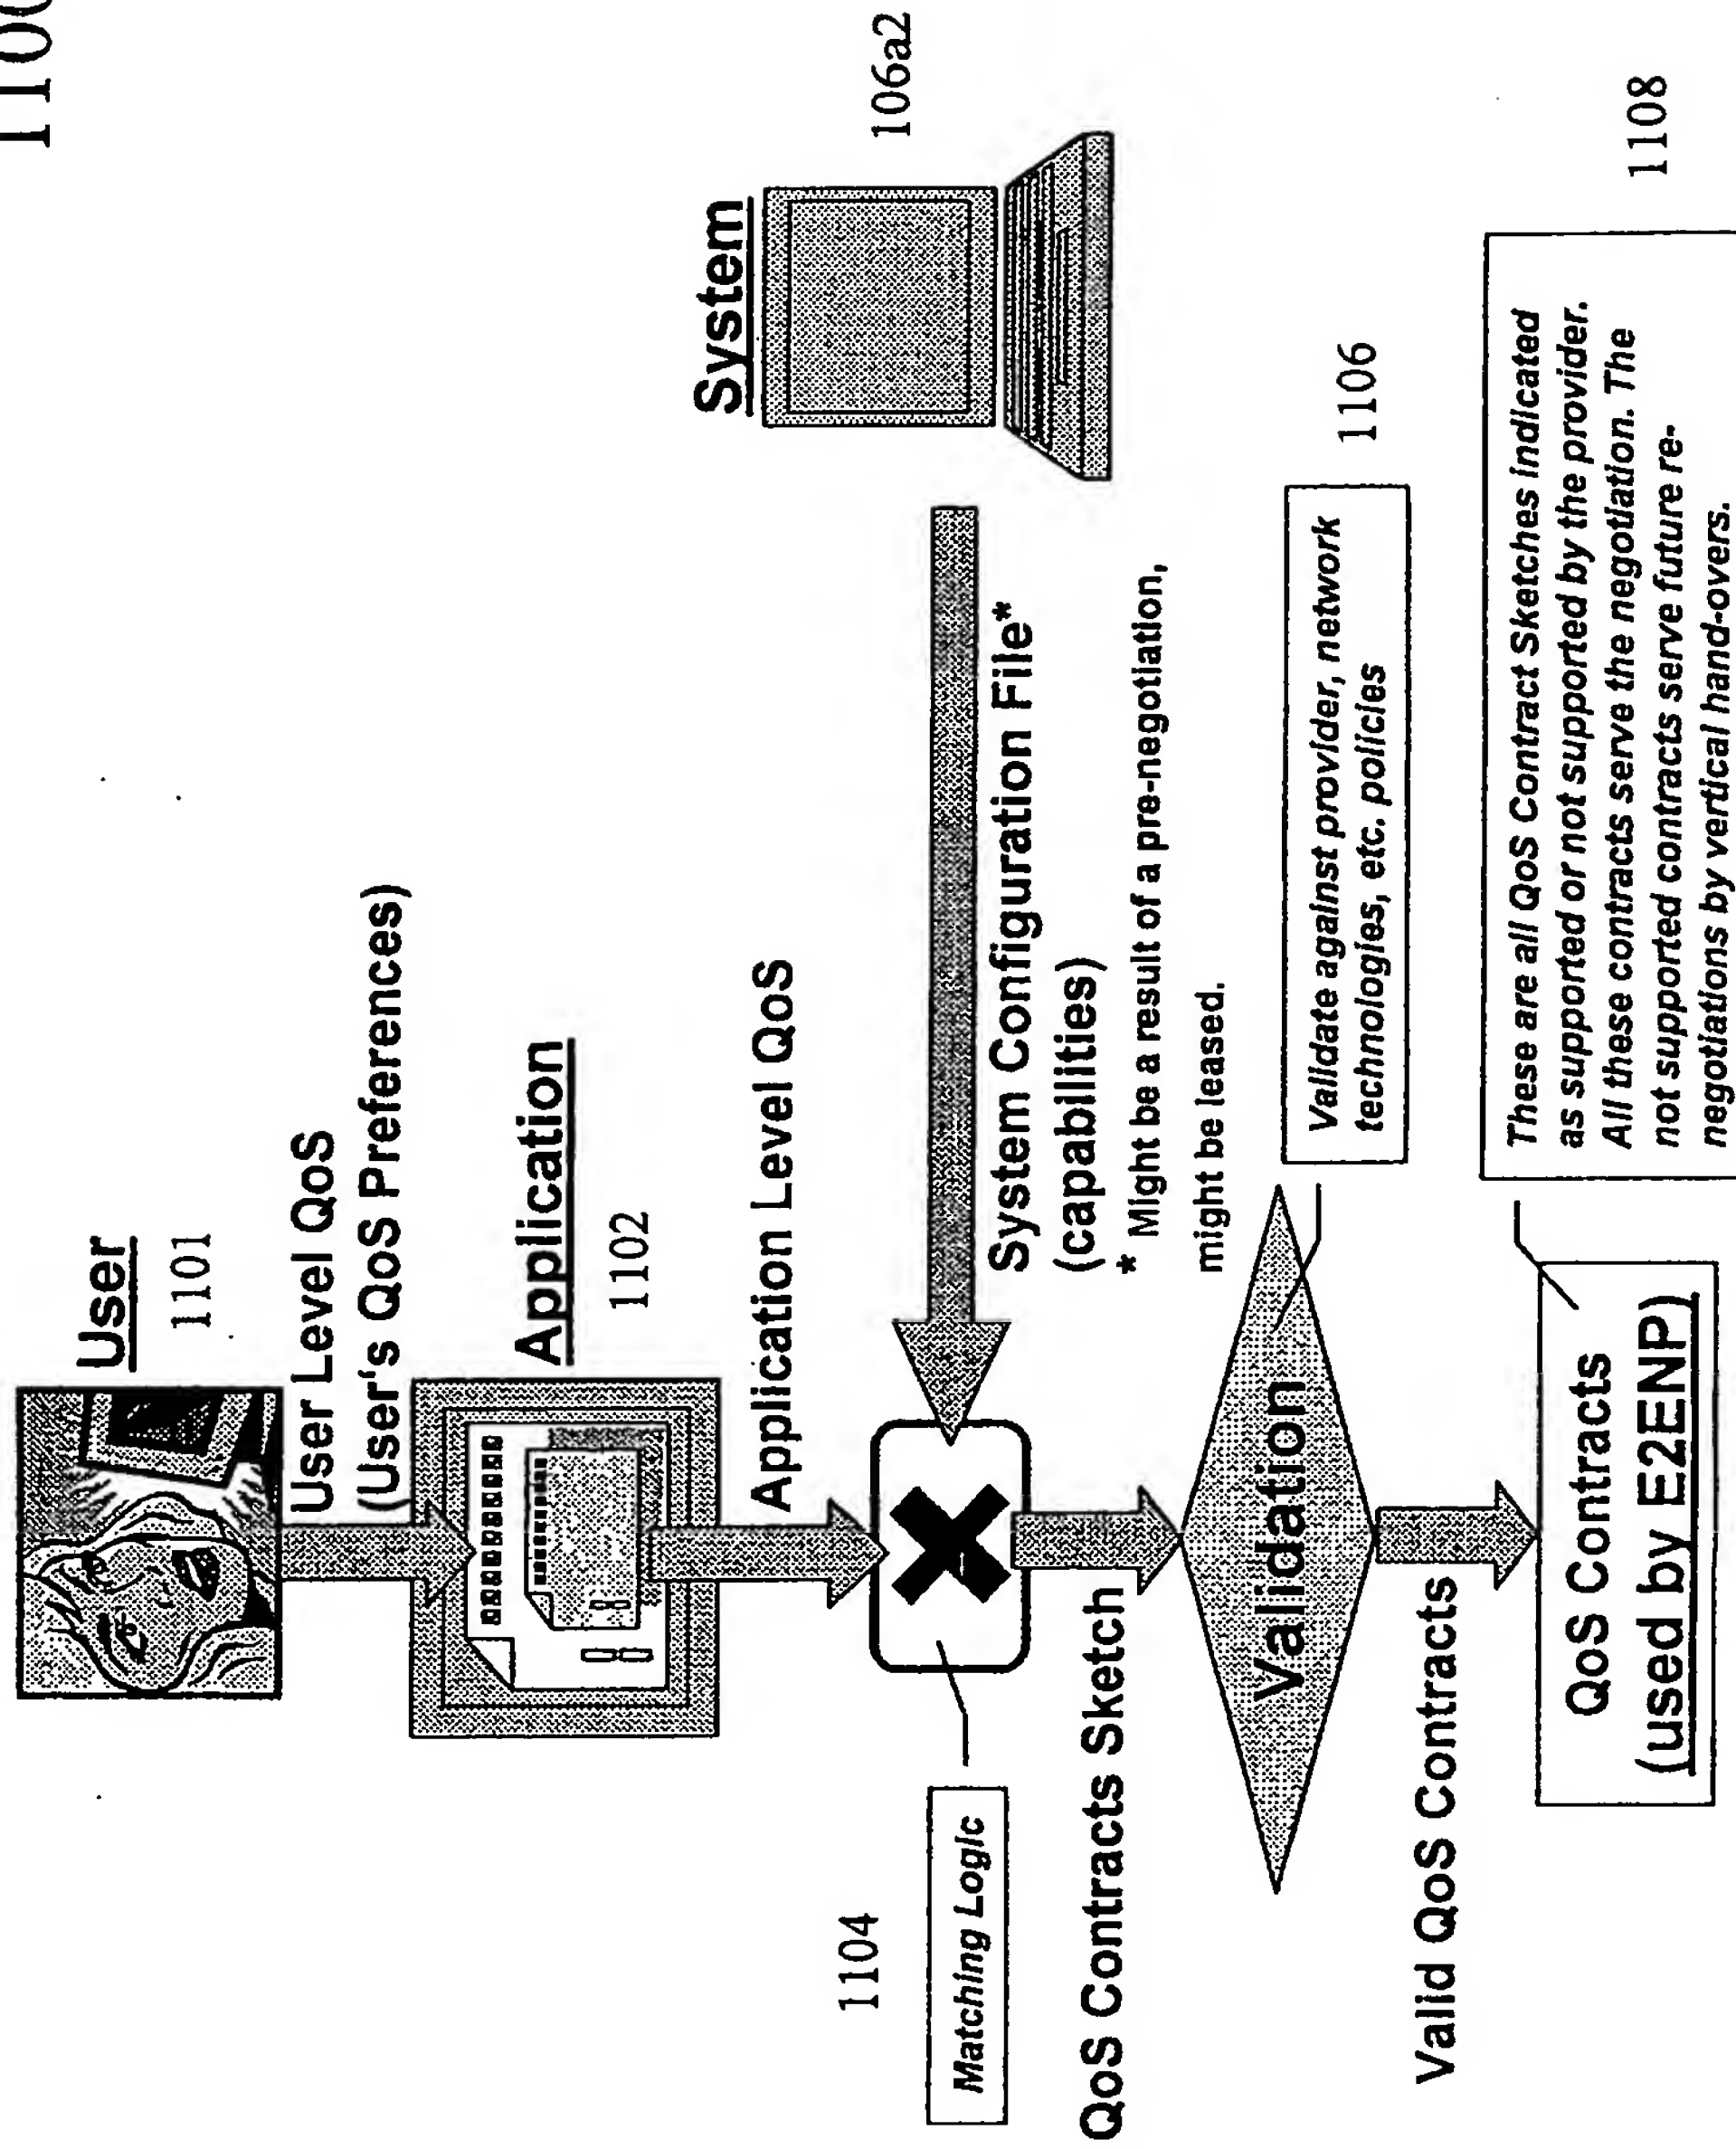 1100
User
1101
User Level QoS
(User's QoS Preferences)
Application
1102
Application Level QoS
System
106a2
System Configuration File*
(capabilities)
* Might be a result of a pre-negotiation,
might be leased.
1104
Matching Logic
QoS Contracts Sketch
Validation
Validate against provider, network
technologies, etc. policies
1106
Valid QoS Contracts
QoS Contracts
(used by E2ENP)
These are all QoS Contract Sketches indicated
as supported or not supported by the provider.
All these contracts serve the negotiation. The
not supported contracts serve future re-
negotiations by vertical hand-overs.
1108